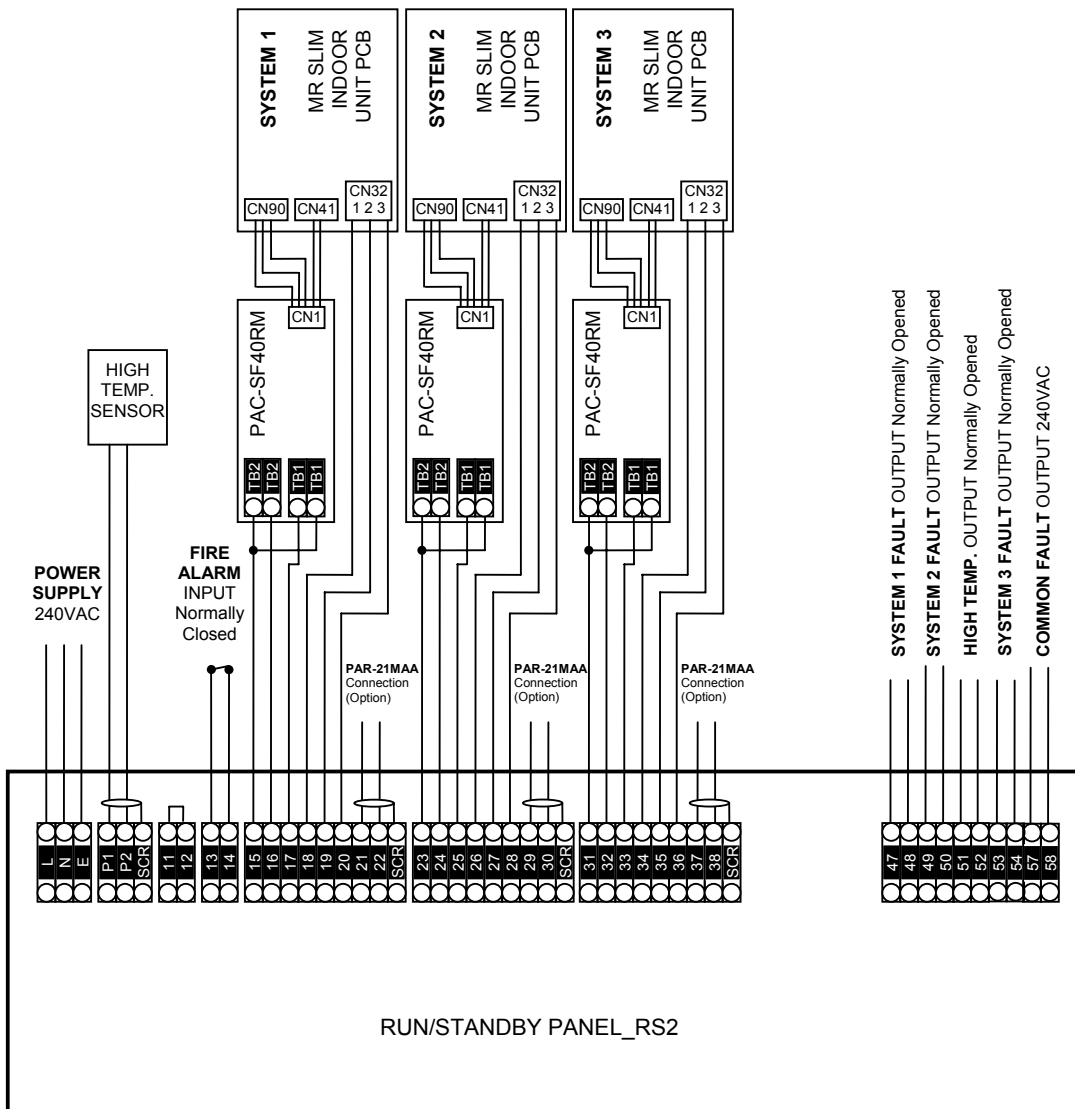 SYSTEM 1
MR SLIM
INDOOR
UNIT PCB
CN90
CN41
CN32
1 2 3
SYSTEM 2
MR SLIM
INDOOR
UNIT PCB
CN90
CN41
CN32
1 2 3
SYSTEM 3
MR SLIM
INDOOR
UNIT PCB
CN90
CN41
CN32
1 2 3
PAC-SF40RM
CN1
TB2
TB2
TB1
TB1
PAC-SF40RM
CN1
TB2
TB2
TB1
TB1
PAC-SF40RM
CN1
TB2
TB2
TB1
TB1
HIGH
TEMP.
SENSOR
POWER
SUPPLY
240VAC
FIRE
ALARM
INPUT
Normally
Closed
PAR-21MAA
Connection
(Option)
PAR-21MAA
Connection
(Option)
PAR-21MAA
Connection
(Option)
SYSTEM 1 FAULT OUTPUT Normally Opened
SYSTEM 2 FAULT OUTPUT Normally Opened
HIGH TEMP. OUTPUT Normally Opened
SYSTEM 3 FAULT OUTPUT Normally Opened
COMMON FAULT OUTPUT 240VAC
L
N
E
P1
P2
SCR
11
12
13
14
15
16
17
18
19
20
21
22
SCR
23
24
25
26
27
28
29
30
SCR
31
32
33
34
35
36
37
38
SCR
47
48
49
50
51
52
53
54
57
58
RUN/STANDBY PANEL_RS2